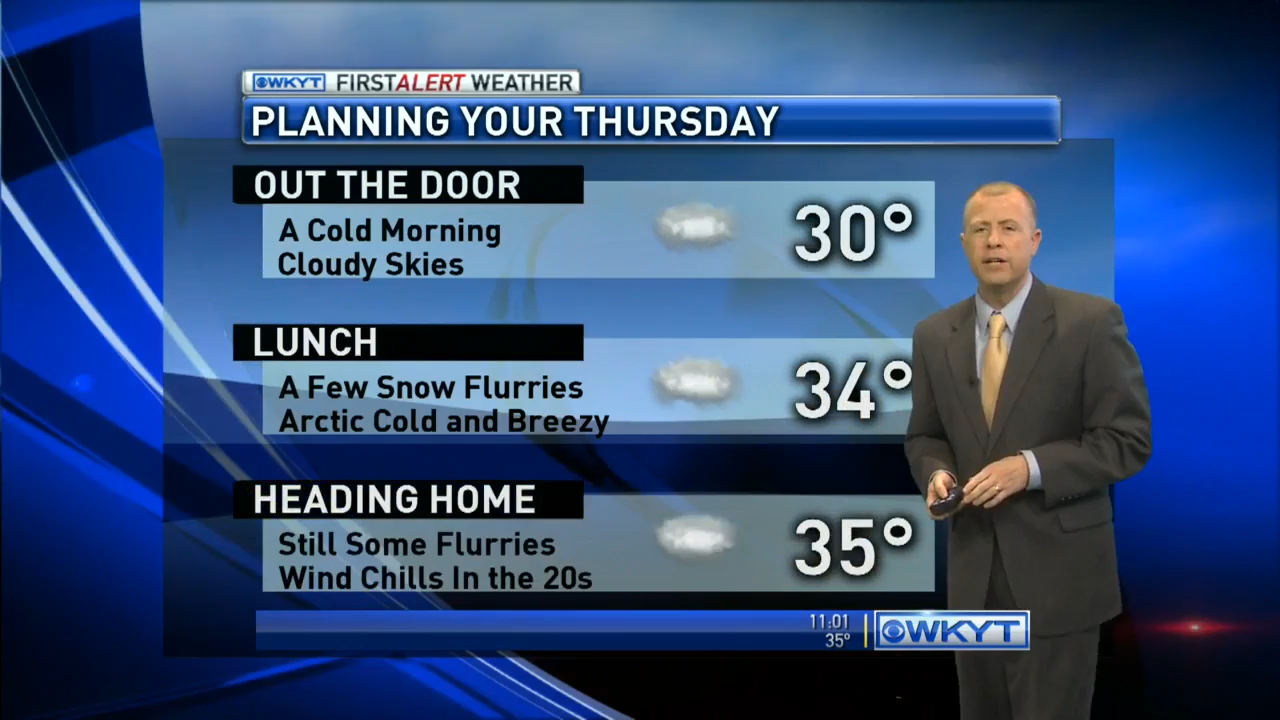 WKYT FIRSTALERT WEATHER
PLANNING YOUR THURSDAY
OUT THE DOOR
A Cold Morning
Cloudy Skies
30°
LUNCH
A Few Snow Flurries
Arctic Cold and Breezy
34°
HEADING HOME
Still Some Flurries
Wind Chills In the 20s
35°
11:01
35°
WKYT